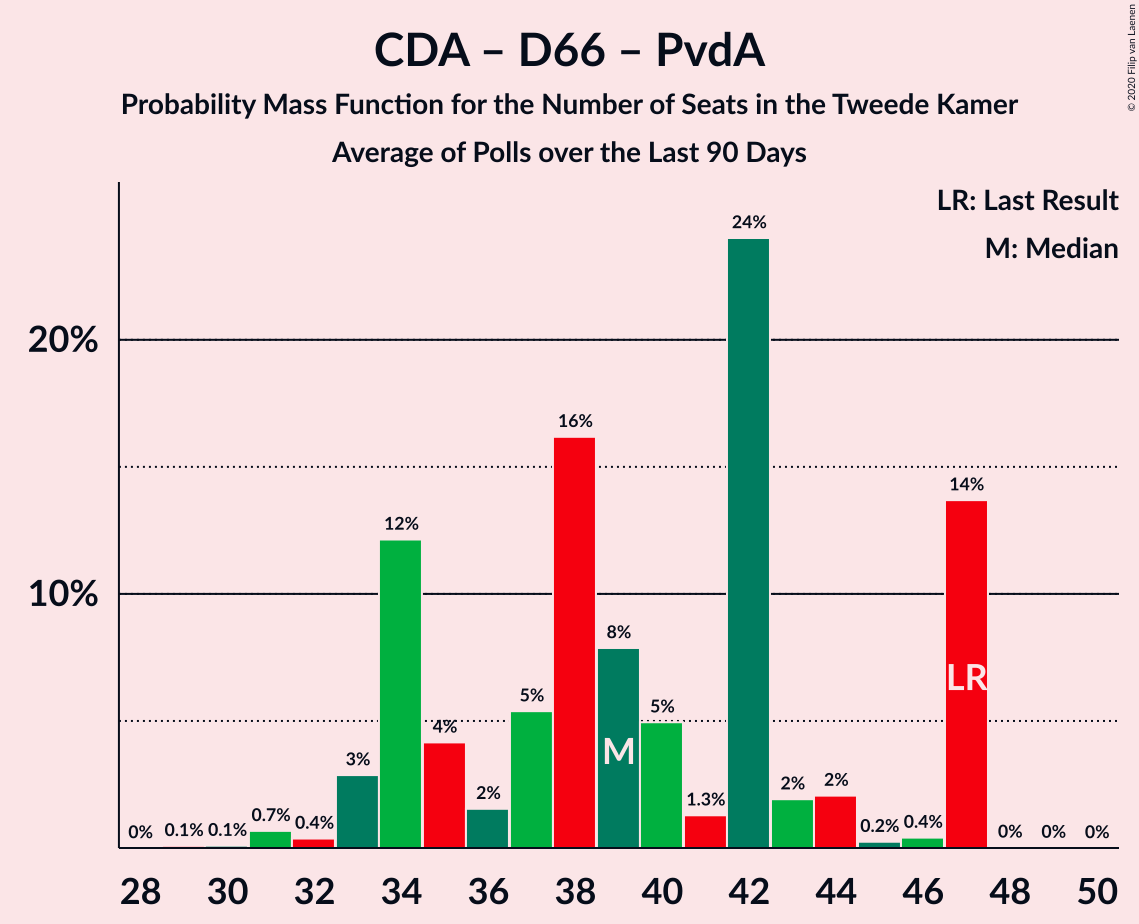 CDA – D66 – PvdA
Probability Mass Function for the Number of Seats in the Tweede Kamer
Average of Polls over the Last 90 Days
© 2020 Filip van Laenen
LR: Last Result
M: Median
20%
10%
0%
0.1%
0.1%
0.7%
0.4%
3%
12%
4%
2%
5%
16%
8%
5%
1.3%
24%
2%
2%
0.2%
0.4%
14%
0%
0%
0%
M
LR
28 30 32 34 36 38 40 42 44 46 48 50